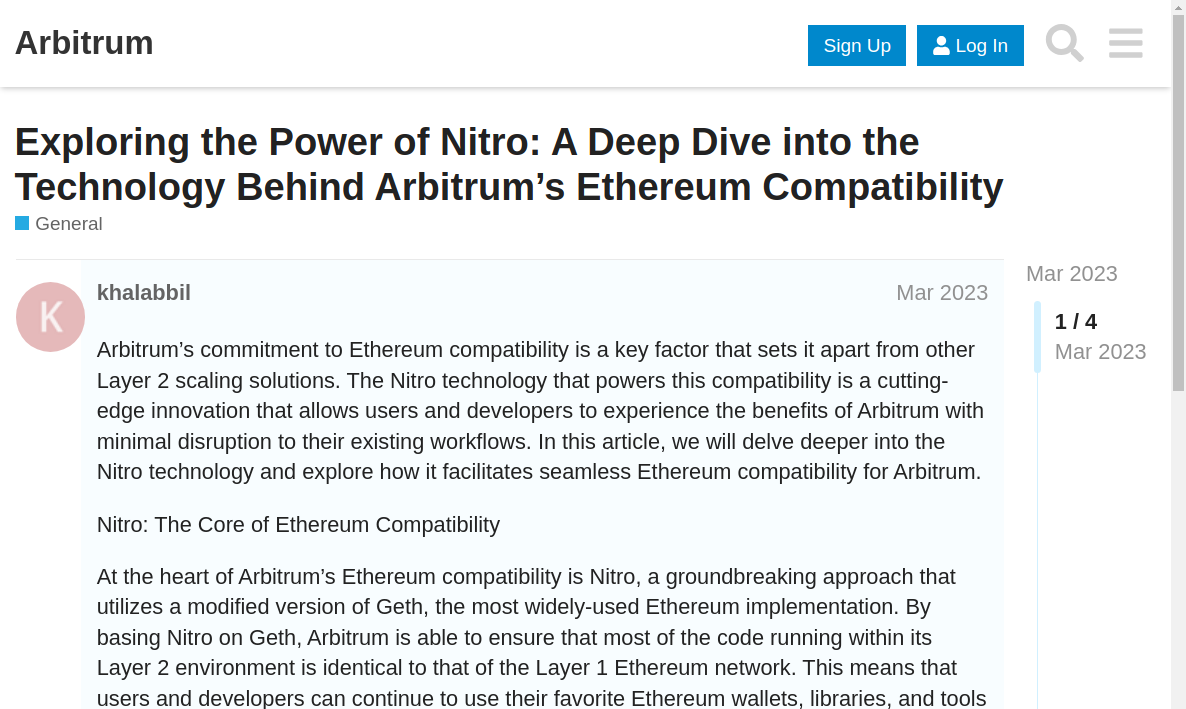 Arbitrum
Sign Up
Log In
Exploring the Power of Nitro: A Deep Dive into the
Technology Behind Arbitrum’s Ethereum Compatibility
General
K
khalabbil
Mar 2023
Arbitrum’s commitment to Ethereum compatibility is a key factor that sets it apart from other
Layer 2 scaling solutions. The Nitro technology that powers this compatibility is a cutting-
edge innovation that allows users and developers to experience the benefits of Arbitrum with
minimal disruption to their existing workflows. In this article, we will delve deeper into the
Nitro technology and explore how it facilitates seamless Ethereum compatibility for Arbitrum.
Nitro: The Core of Ethereum Compatibility
At the heart of Arbitrum’s Ethereum compatibility is Nitro, a groundbreaking approach that
utilizes a modified version of Geth, the most widely-used Ethereum implementation. By
basing Nitro on Geth, Arbitrum is able to ensure that most of the code running within its
Layer 2 environment is identical to that of the Layer 1 Ethereum network. This means that
users and developers can continue to use their favorite Ethereum wallets, libraries, and tools
Mar 2023
1 / 4
Mar 2023